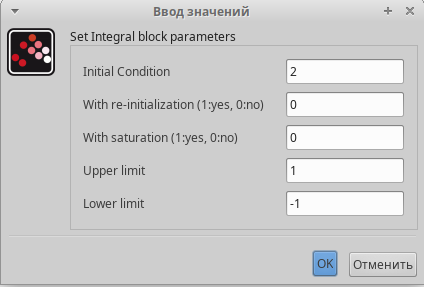 Ввод значений
Set Integral block parameters
Initial Condition 2
With re-initialization (1:yes, 0:no) 0
With saturation (1:yes, 0:no) 0
Upper limit 1
Lower limit -1
OK Отменить